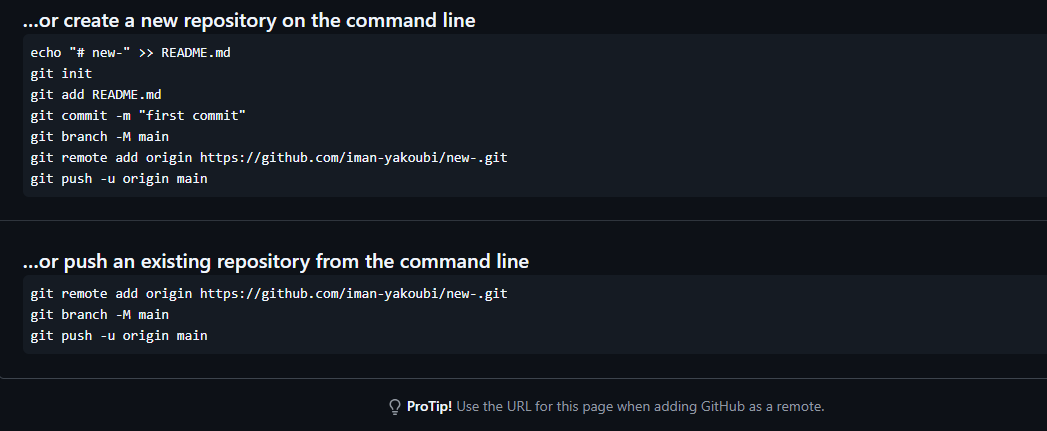 ...or create a new repository on the command line
echo "# new-" >> README.md
git init
git add README.md
git commit -m "first commit"
git branch -M main
git remote add origin https://github.com/iman-yakoubi/new-.git
git push -u origin main
...or push an existing repository from the command line
git remote add origin https://github.com/iman-yakoubi/new-.git
git branch -M main
git push -u origin main
ProTip! Use the URL for this page when adding GitHub as a remote.